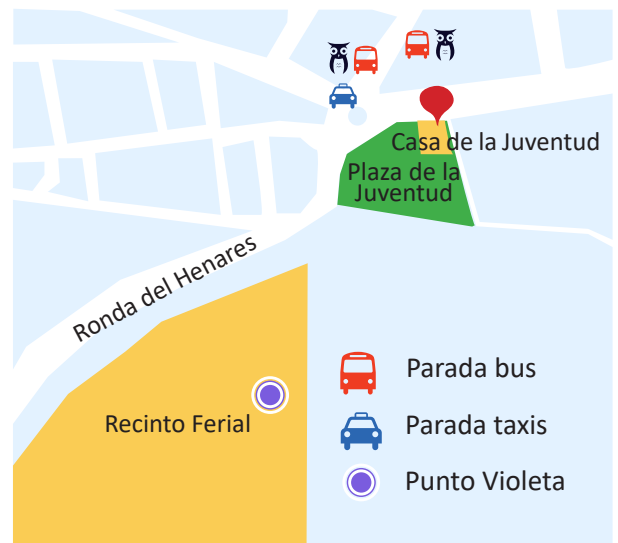 Casa de la Juventud
Plaza de la
Juventud
Ronda del Henares
Recinto Ferial
Parada bus
Parada taxis
Punto Violeta